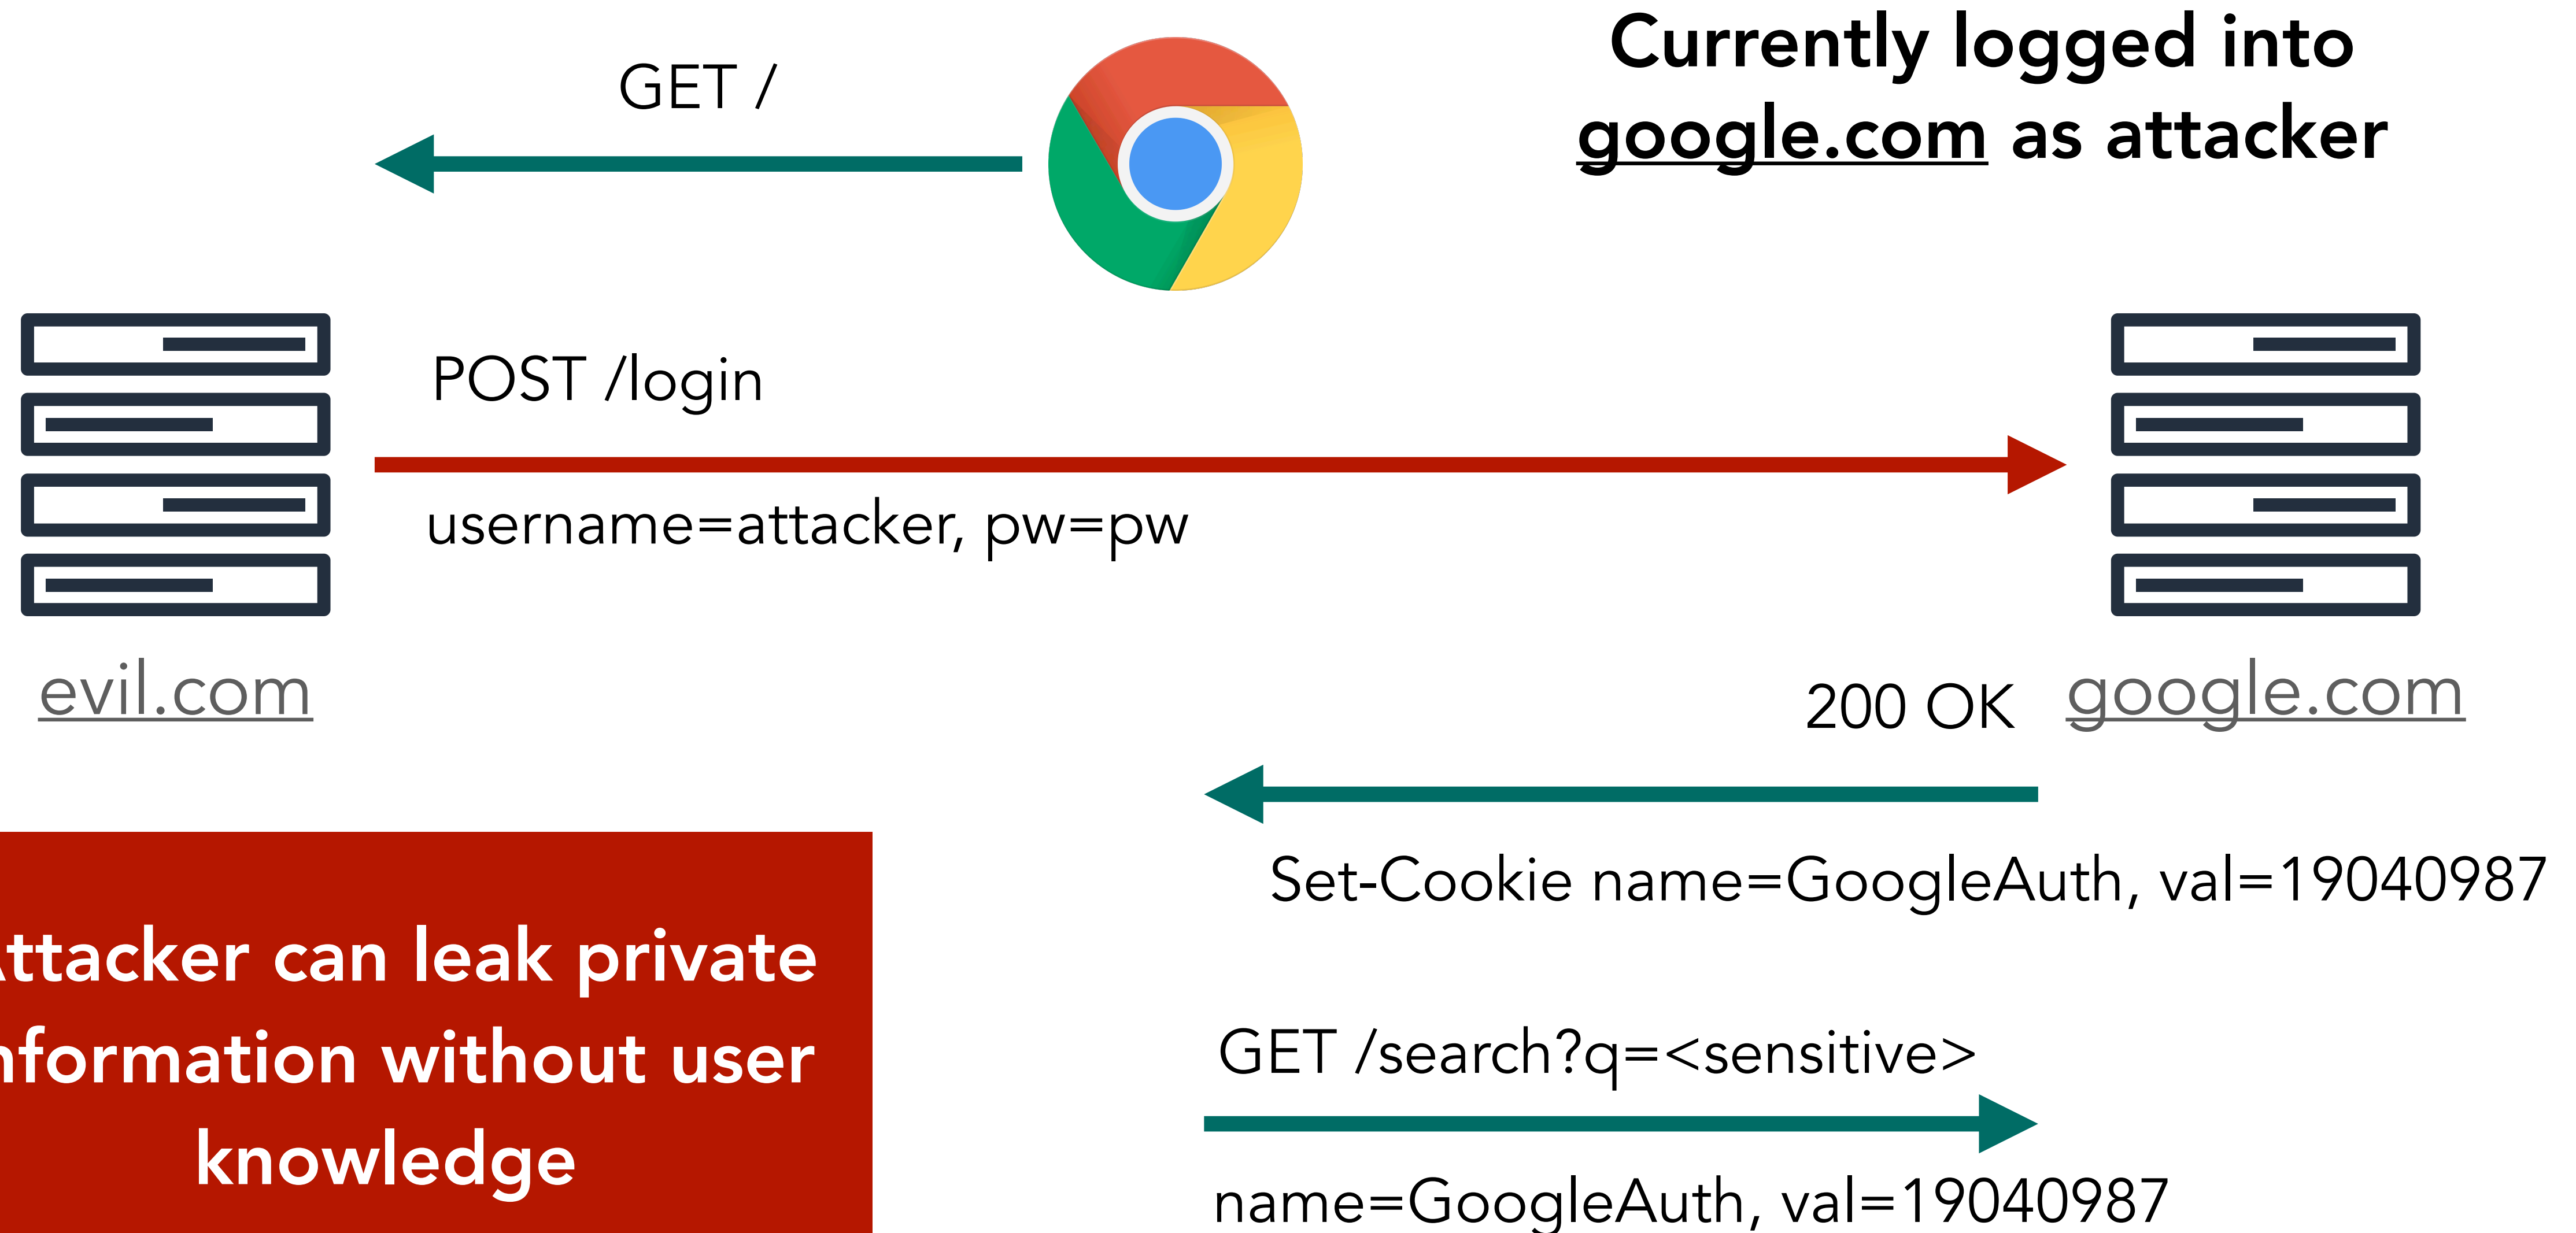 GET /
Currently logged into
google.com as attacker
POST /login
username=attacker, pw=pw
evil.com
google.com
200 OK
Set-Cookie name=GoogleAuth, val=19040987
ttacker can leak private
nformation without user
knowledge
GET /search?q=<sensitive>
name=GoogleAuth, val=19040987